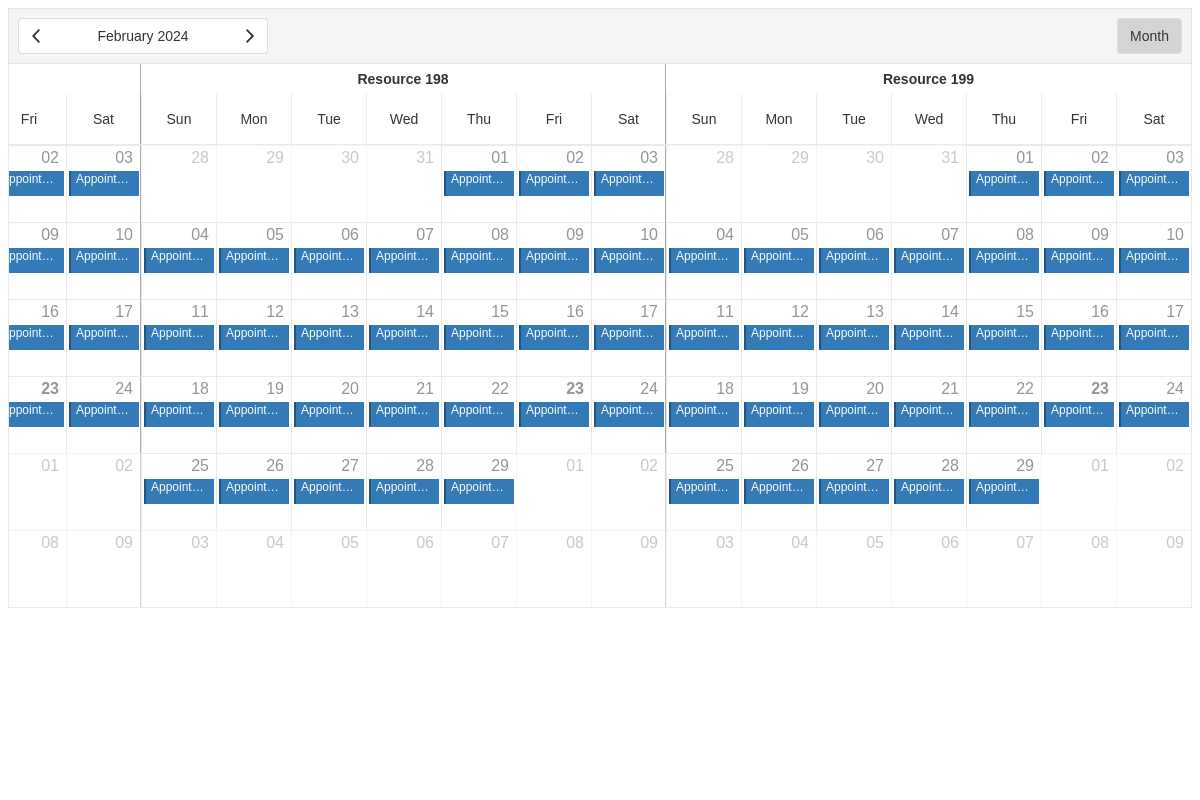 February 2024 Month
Resource 198 Resource 199
Fri Sat Sun Mon Tue Wed Thu Fri Sat Sun Mon Tue Wed Thu Fri Sat
02 03 28 29 30 31 01 02 03 28 29 30 31 01 02 03
ppoint… Appoint… Appoint… Appoint… Appoint… Appoint… Appoint… Appoint…
09 10 04 05 06 07 08 09 10 04 05 06 07 08 09 10
ppoint… Appoint… Appoint… Appoint… Appoint… Appoint… Appoint… Appoint… Appoint… Appoint… Appoint… Appoint… Appoint… Appoint… Appoint… Appoint…
16 17 11 12 13 14 15 16 17 11 12 13 14 15 16 17
ppoint… Appoint… Appoint… Appoint… Appoint… Appoint… Appoint… Appoint… Appoint… Appoint… Appoint… Appoint… Appoint… Appoint… Appoint… Appoint…
23 24 18 19 20 21 22 23 24 18 19 20 21 22 23 24
ppoint… Appoint… Appoint… Appoint… Appoint… Appoint… Appoint… Appoint… Appoint… Appoint… Appoint… Appoint… Appoint… Appoint… Appoint… Appoint…
01 02 25 26 27 28 29 01 02 25 26 27 28 29 01 02
Appoint… Appoint… Appoint… Appoint… Appoint… Appoint… Appoint… Appoint… Appoint… Appoint…
08 09 03 04 05 06 07 08 09 03 04 05 06 07 08 09